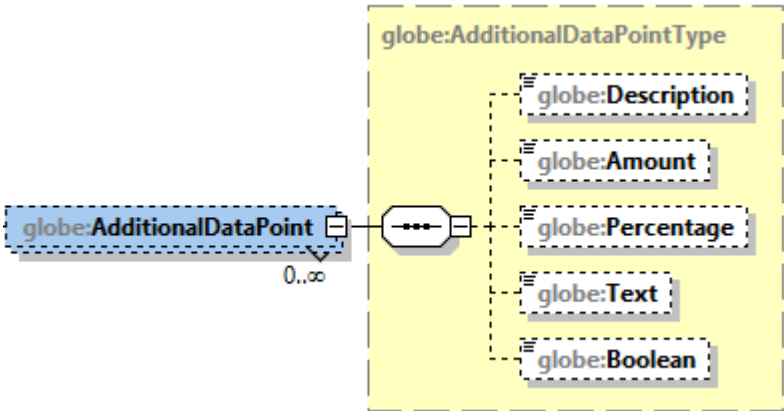 globe:AdditionalDataPointType
globe:Description
globe:Amount
globe:Percentage
globe:AdditionalDataPoint
0..∞
globe:Text
globe:Boolean